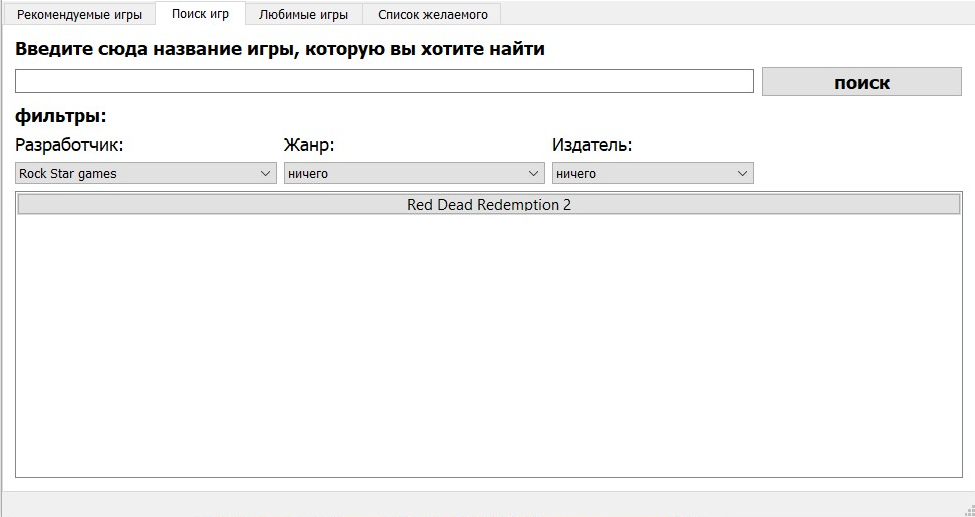 Рекомендуемые игры Поиск игр Любимые игры Список желаемого
Введите сюда название игры, которую вы хотите найти
поиск
фильтры:
Разработчик: Жанр: Издатель:
Rock Star games ничего ничего
Red Dead Redemption 2